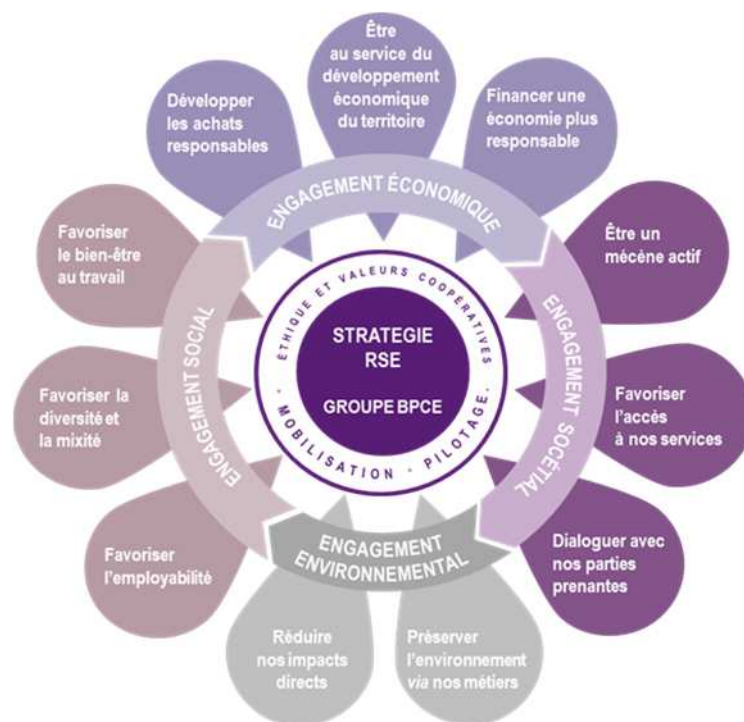 Être
au service du
développement
économique
du territoire
Développer
les achats
responsables
Financer une
économie plus
responsable
ENGAGEMENT ÉCONOMIQUE
Favoriser
le bien-être
au travail
Être un
mécène actif
ENGAGEMENT SOCIAL
ÉTHIQUE ET VALEURS COOPÉRATIVES
STRATEGIE
RSE
GROUPE BPCE
· MOBILISATION · PILOTAGE ·
ENGAGEMENT SOCÉTIAL
Favoriser la
diversité et
la mixité
Favoriser
l'accès
à nos services
Favoriser
l'employabilité
ENGAGEMENT
ENVIRONNEMENTAL
Dialoguer avec
nos parties
prenantes
Réduire
nos impacts
directs
Préserver
l'environnement
via nos métiers